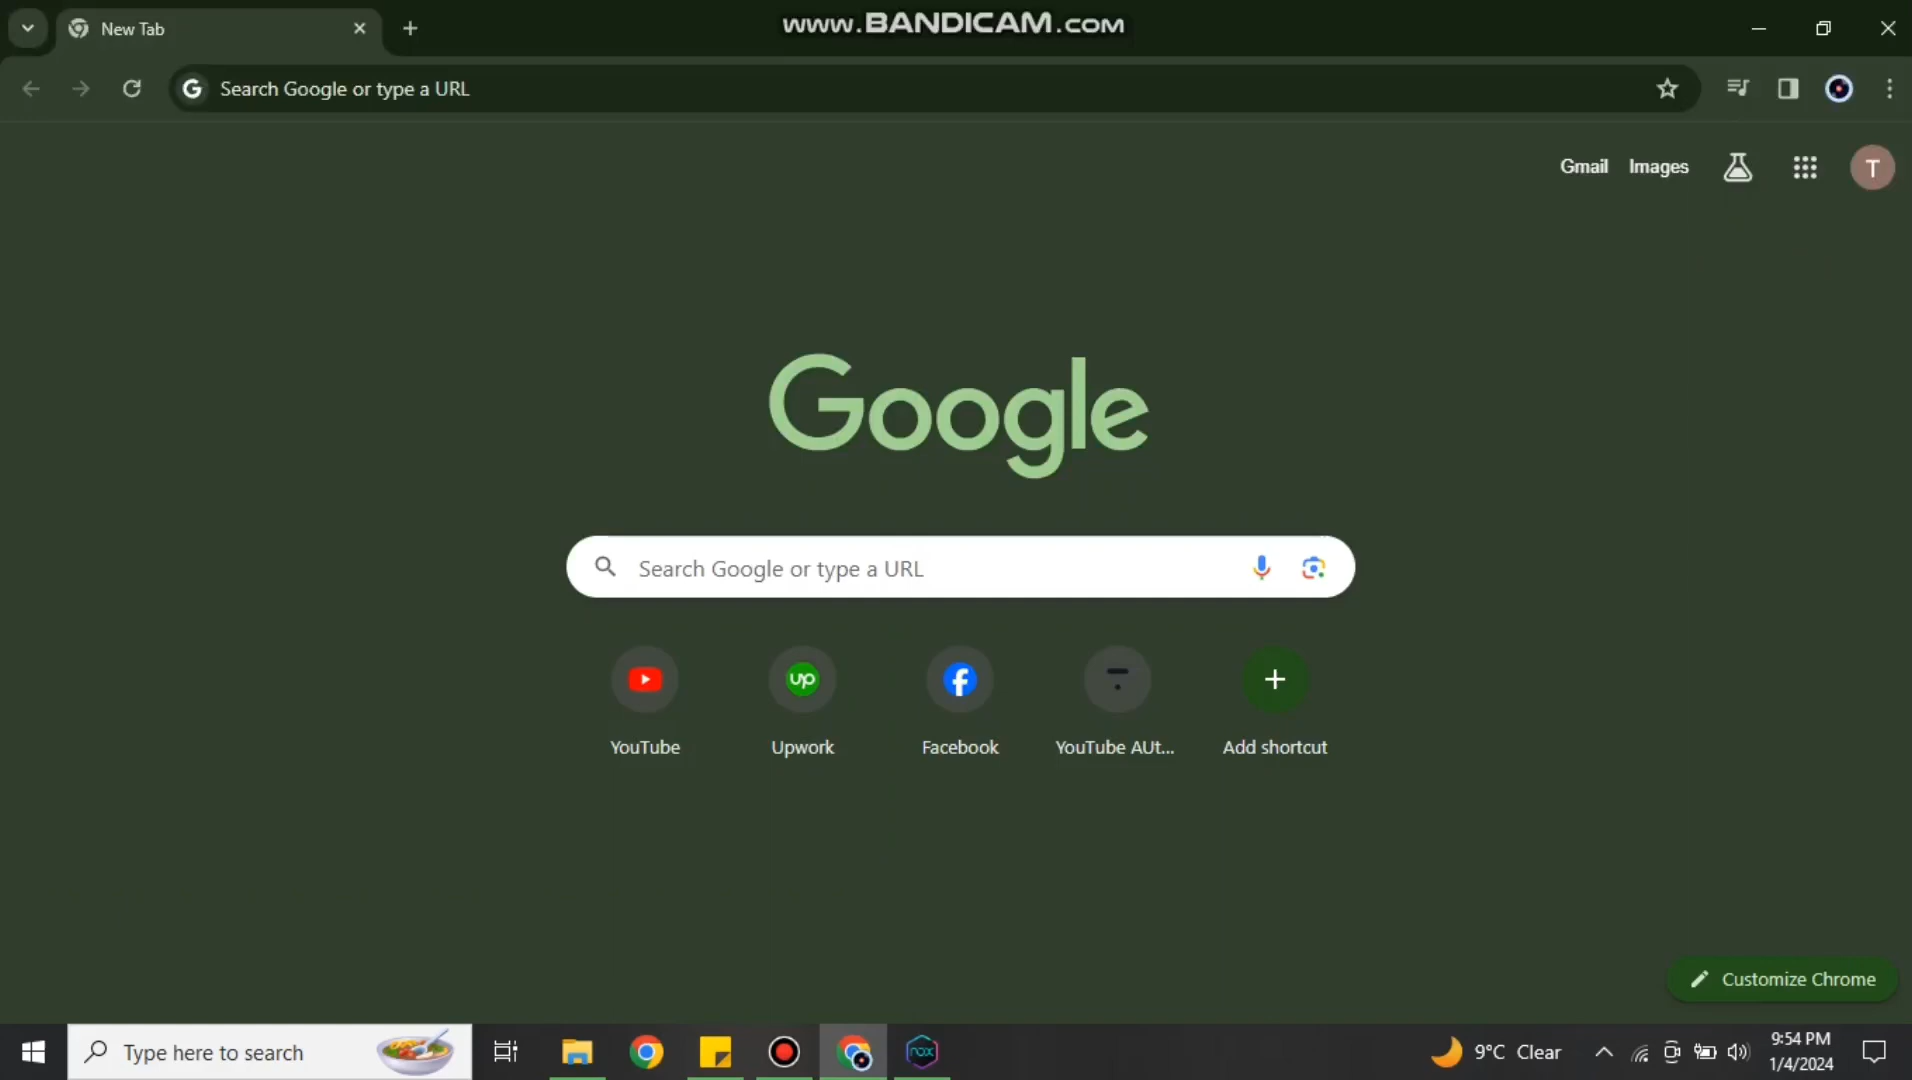 New Tab
www.BANDICAM.com
Search Google or type a URL
Gmail Images
T
Google
Search Google or type a URL
up
YouTube Upwork Facebook YouTube AUt... Add shortcut
Customize Chrome
Type here to search
nox
9°C Clear
9:54 PM
1/4/2024